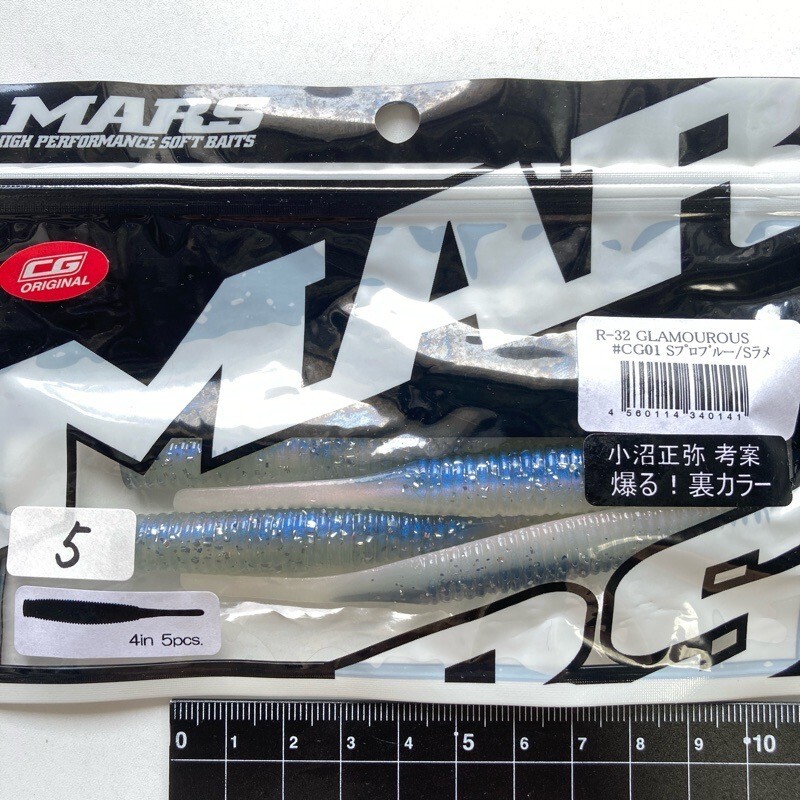 MARS
HIGH PERFORMANCE SOFT BAITS
MARS
CG
ORIGINAL
R-32 GLAMOUROUS
#CG01 Sプロブルー/Sラメ
4 560114 340141
小沼正弥 考案
爆る！裏カラー
5
4in 5pcs.
0 1 2 3 4 5 6 7 8 9 10